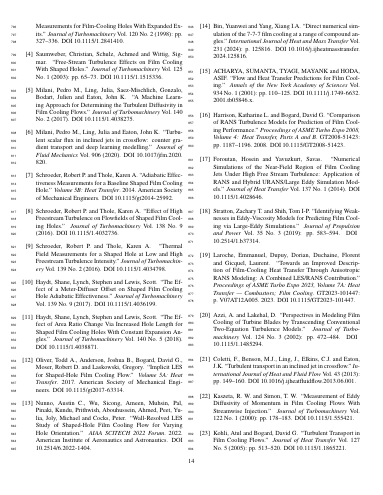 Measurements for Film-Cooling Holes With Expanded Exits." Journal of Turbomachinery Vol. 120 No. 2 (1998): pp.
327–336. DOI 10.1115/1.2841410.
[4] Saumweber, Christian, Schulz, Achmed and Wittig, Sigmar. "Free-Stream Turbulence Effects on Film Cooling
With Shaped Holes." Journal of Turbomachinery Vol. 125
No. 1 (2003): pp. 65–73. DOI 10.1115/1.1515336.
[5] Milani, Pedro M., Ling, Julia, Saez-Mischlich, Gonzalo,
Bodart, Julien and Eaton, John K. "A Machine Learning Approach for Determining the Turbulent Diffusivity in
Film Cooling Flows." Journal of Turbomachinery Vol. 140
No. 2 (2017). DOI 10.1115/1.4038275.
[6] Milani, Pedro M., Ling, Julia and Eaton, John K. "Turbulent scalar flux in inclined jets in crossflow: counter gradient transport and deep learning modelling." Journal of
Fluid Mechanics Vol. 906 (2020). DOI 10.1017/jfm.2020.
820.
[7] Schroeder, Robert P and Thole, Karen A. "Adiabatic Effectiveness Measurements for a Baseline Shaped Film Cooling
Hole." Volume 5B: Heat Transfer. 2014. American Society
of Mechanical Engineers. DOI 10.1115/gt2014-25992.
[8] Schroeder, Robert P. and Thole, Karen A. "Effect of High
Freestream Turbulence on Flowfields of Shaped Film Cooling Holes." Journal of Turbomachinery Vol. 138 No. 9
(2016). DOI 10.1115/1.4032736.
[9] Schroeder, Robert P and Thole, Karen A. "Thermal
Field Measurements for a Shaped Hole at Low and High
Freestream Turbulence Intensity." Journal of Turbomachinery Vol. 139 No. 2 (2016). DOI 10.1115/1.4034798.
[10] Haydt, Shane, Lynch, Stephen and Lewis, Scott. "The Effect of a Meter-Diffuser Offset on Shaped Film Cooling
Hole Adiabatic Effectiveness." Journal of Turbomachinery
Vol. 139 No. 9 (2017). DOI 10.1115/1.4036199.
[11] Haydt, Shane, Lynch, Stephen and Lewis, Scott. "The Effect of Area Ratio Change Via Increased Hole Length for
Shaped Film Cooling Holes With Constant Expansion Angles." Journal of Turbomachinery Vol. 140 No. 5 (2018).
DOI 10.1115/1.4038871.
[12] Oliver, Todd A., Anderson, Joshua B., Bogard, David G.,
Moser, Robert D. and Laskowski, Gregory. "Implicit LES
for Shaped-Hole Film Cooling Flow." Volume 5A: Heat
Transfer. 2017. American Society of Mechanical Engineers. DOI 10.1115/gt2017-63314.
[13] Nunno, Austin C., Wu, Sicong, Ameen, Muhsin, Pal,
Pinaki, Kundu, Prithwish, Abouhussein, Ahmed, Peet, Yulia, Joly, Michael and Cocks, Peter. "Wall-Resolved LES
Study of Shaped-Hole Film Cooling Flow for Varying
Hole Orientation." AIAA SCITECH 2022 Forum. 2022.
American Institute of Aeronautics and Astronautics. DOI
10.2514/6.2022-1404.
[14] Bin, Yuanwei and Yang, Xiang I.A. "Direct numerical simulation of the 7-7-7 film cooling at a range of compound angles." International Journal of Heat and Mass Transfer Vol.
231 (2024): p. 125816. DOI 10.1016/j.ijheatmasstransfer.
2024.125816.
[15] ACHARYA, SUMANTA, TYAGI, MAYANK and HODA,
ASIF. "Flow and Heat Transfer Predictions for Film Cooling." Annals of the New York Academy of Sciences Vol.
934 No. 1 (2001): pp. 110–125. DOI 10.1111/j.1749-6632.
2001.tb05846.x.
[16] Harrison, Katharine L. and Bogard, David G. "Comparison
of RANS Turbulence Models for Prediction of Film Cooling Performance." Proceedings of ASME Turbo Expo 2008,
Volume 4: Heat Transfer, Parts A and B. GT2008-51423:
pp. 1187–1196. 2008. DOI 10.1115/GT2008-51423.
[17] Foroutan, Hosein and Yavuzkurt, Savas. "Numerical
Simulations of the Near-Field Region of Film Cooling
Jets Under High Free Stream Turbulence: Application of
RANS and Hybrid URANS/Large Eddy Simulation Models." Journal of Heat Transfer Vol. 137 No. 1 (2014). DOI
10.1115/1.4028646.
[18] Stratton, Zachary T. and Shih, Tom I-P. "Identifying Weaknesses in Eddy-Viscosity Models for Predicting Film Cooling via Large-Eddy Simulations." Journal of Propulsion
and Power Vol. 35 No. 3 (2019): pp. 583–594. DOI
10.2514/1.b37314.
[19] Laroche, Emmanuel, Dupuy, Dorian, Duchaine, Florent
and Gicquel, Laurent. "Towards an Improved Description of Film-Cooling Heat Transfer Through Anisotropic
RANS Modeling: A Combined LES/RANS Contribution."
Proceedings of ASME Turbo Expo 2023, Volume 7A: Heat
Transfer — Combustors; Film Cooling. GT2023-101447:
p. V07AT12A005. 2023. DOI 10.1115/GT2023-101447.
[20] Azzi, A. and Lakehal, D. "Perspectives in Modeling Film
Cooling of Turbine Blades by Transcending Conventional
Two-Equation Turbulence Models." Journal of Turbomachinery Vol. 124 No. 3 (2002): pp. 472–484. DOI
10.1115/1.1485294.
[21] Coletti, F., Benson, M.J., Ling, J., Elkins, C.J. and Eaton,
J.K. "Turbulent transport in an inclined jet in crossflow." International Journal of Heat and Fluid Flow Vol. 43 (2013):
pp. 149–160. DOI 10.1016/j.ijheatfluidflow.2013.06.001.
[22] Kaszeta, R. W. and Simon, T. W. "Measurement of Eddy
Diffusivity of Momentum in Film Cooling Flows With
Streamwise Injection." Journal of Turbomachinery Vol.
122 No. 1 (2000): pp. 178–183. DOI 10.1115/1.555421.
[23] Kohli, Atul and Bogard, David G. "Turbulent Transport in
Film Cooling Flows." Journal of Heat Transfer Vol. 127
No. 5 (2005): pp. 513–520. DOI 10.1115/1.1865221.
14